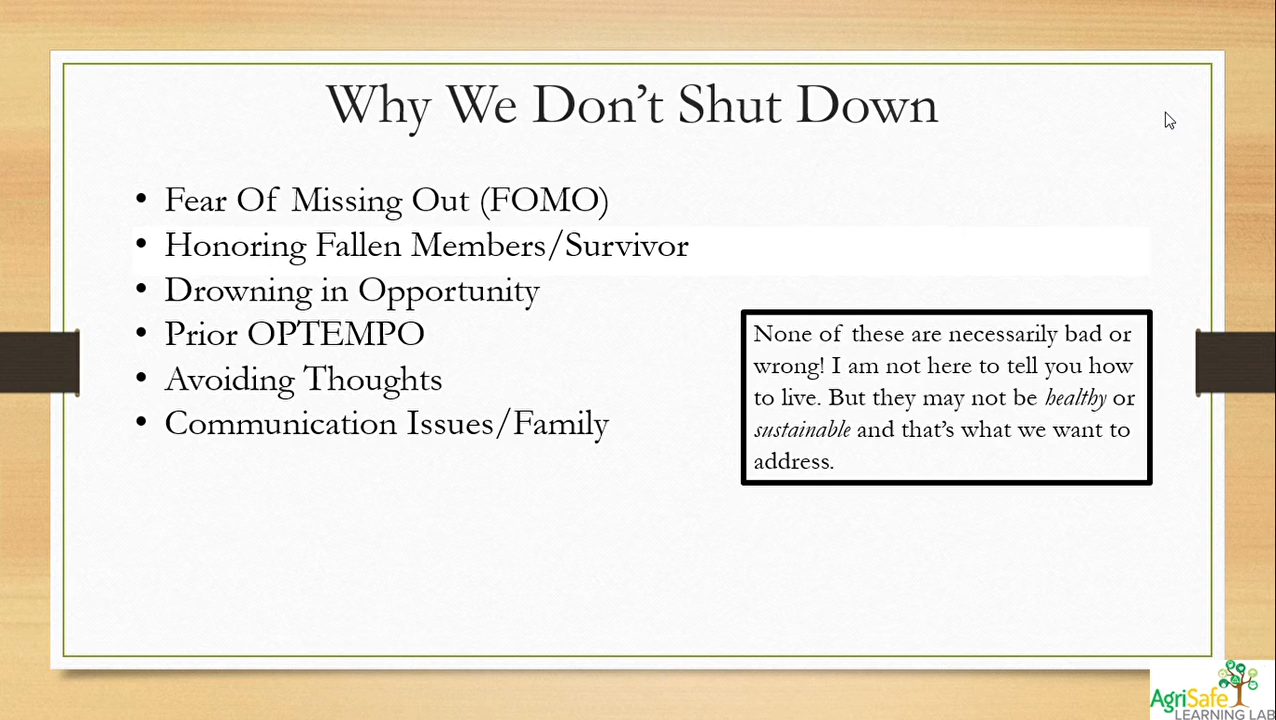 Why We Don't Shut Down
• Fear Of Missing Out (FOMO)
• Honoring Fallen Members/Survivor
• Drowning in Opportunity
• Prior OPTEMPO
• Avoiding Thoughts
• Communication Issues/Family
None of these are necessarily bad or
wrong! I am not here to tell you how
to live. But they may not be healthy or
sustainable and that's what we want to
address.
AgriSafe
LEARNING LAB